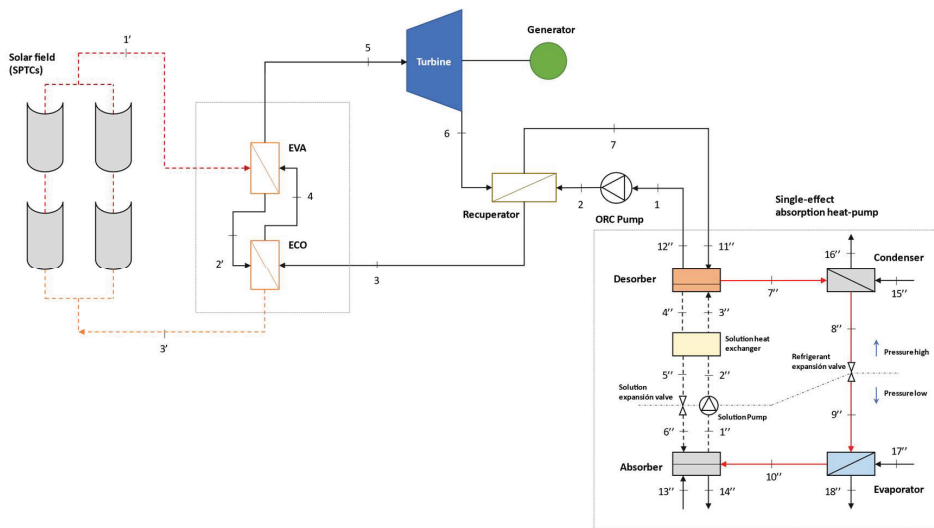 1’
Solar field
(SPTCs)
5
Turbine
Generator
6
7
EVA
4
2’
ECO
3
3’
Recuperator
2
1
ORC Pump
Single-effect
absorption heat-pump
12’’
11’’
16’’
Condenser
Desorber
7’’
15’’
4’’
3’’
8’’
Solution heat
exchanger
Pressure high
Refrigerant
expansión valve
5’’
2’’
Solution
expansión valve
Pressure low
Solution Pump
9’’
6’’
1’’
17’’
Absorber
10’’
13’’
14’’
18’’
Evaporator